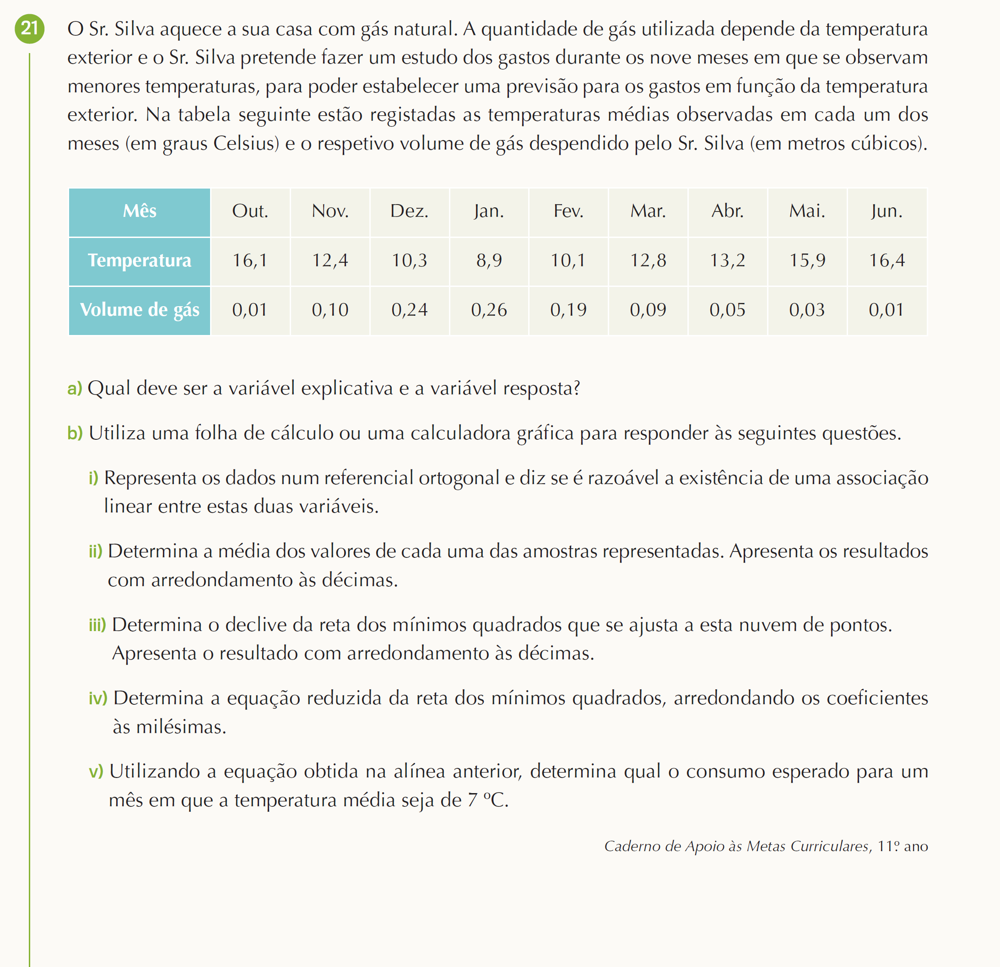 21
O Sr. Silva aquece a sua casa com gás natural. A quantidade de gás utilizada depende da temperatura
exterior e o Sr. Silva pretende fazer um estudo dos gastos durante os nove meses em que se observam
menores temperaturas, para poder estabelecer uma previsão para os gastos em função da temperatura
exterior. Na tabela seguinte estão registadas as temperaturas médias observadas em cada um dos
meses (em graus Celsius) e o respetivo volume de gás despendido pelo Sr. Silva (em metros cúbicos).
Mês Out. Nov. Dez. Jan. Fev. Mar. Abr. Mai. Jun.
Temperatura 16,1 12,4 10,3 8,9 10,1 12,8 13,2 15,9 16,4
Volume de gás 0,01 0,10 0,24 0,26 0,19 0,09 0,05 0,03 0,01
a) Qual deve ser a variável explicativa e a variável resposta?
b) Utiliza uma folha de cálculo ou uma calculadora gráfica para responder às seguintes questões.
i) Representa os dados num referencial ortogonal e diz se é razoável a existência de uma associação
linear entre estas duas variáveis.
ii) Determina a média dos valores de cada uma das amostras representadas. Apresenta os resultados
com arredondamento às décimas.
iii) Determina o declive da reta dos mínimos quadrados que se ajusta a esta nuvem de pontos.
Apresenta o resultado com arredondamento às décimas.
iv) Determina a equação reduzida da reta dos mínimos quadrados, arredondando os coeficientes
às milésimas.
v) Utilizando a equação obtida na alínea anterior, determina qual o consumo esperado para um
mês em que a temperatura média seja de 7 ºC.
Caderno de Apoio às Metas Curriculares, 11.º ano